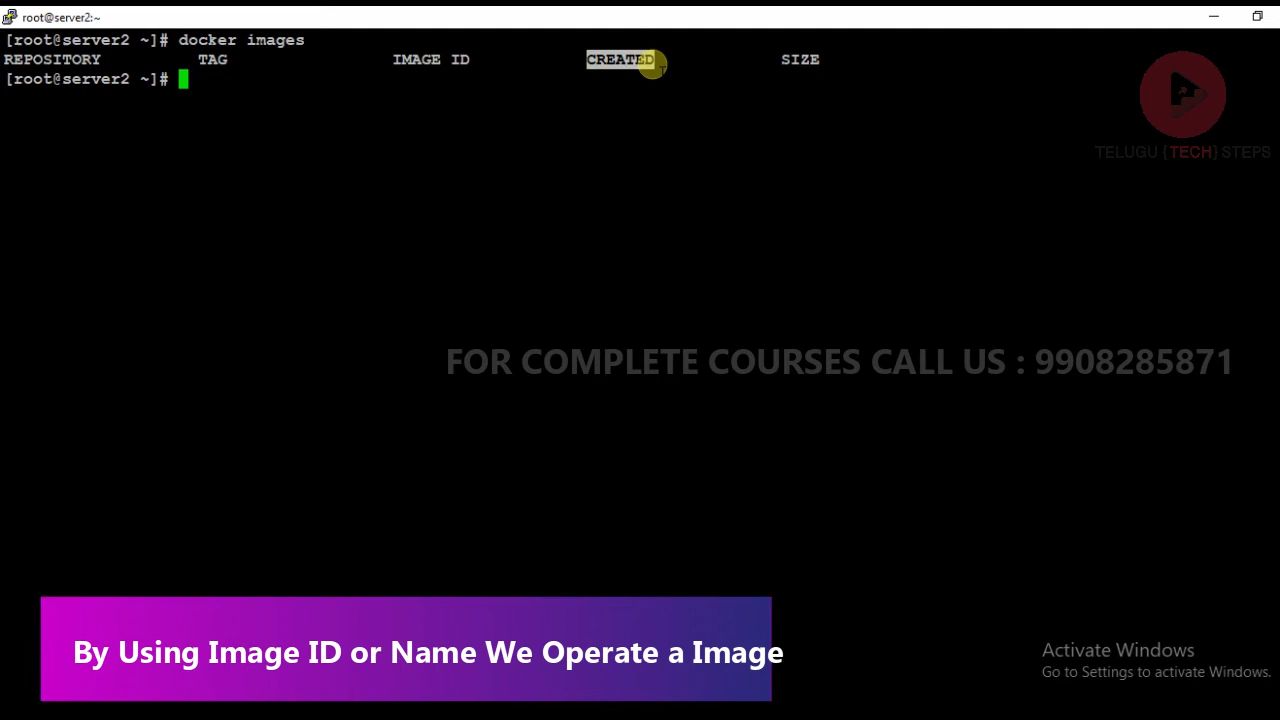 root@server2:~
[root@server2 ~]# docker images
REPOSITORY TAG IMAGE ID CREATED SIZE
[root@server2 ~]#
TELUGU {TECH} STEPS
FOR COMPLETE COURSES CALL US : 9908285871
By Using Image ID or Name We Operate a Image
Activate Windows
Go to Settings to activate Windows.